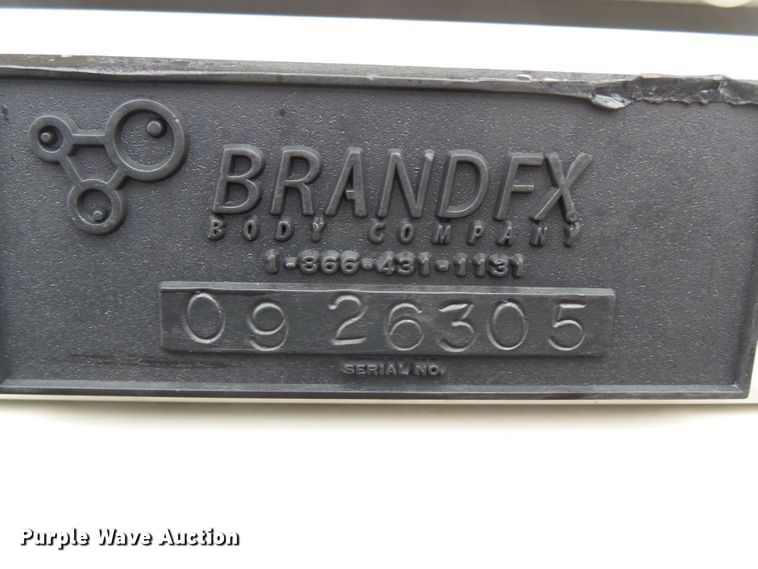 BRANDFX
BODY COMPANY
1-866-431-1131
09 26305
SERIAL NO.
Purple Wave Auction